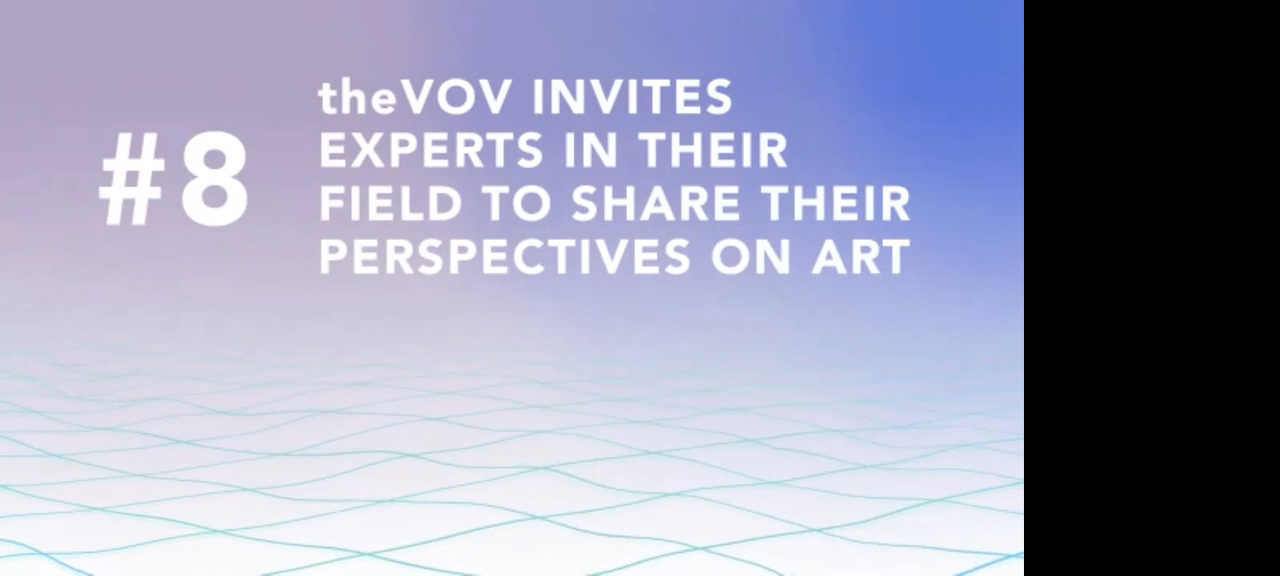 #8
theVOV INVITES
EXPERTS IN THEIR
FIELD TO SHARE THEIR
PERSPECTIVES ON ART